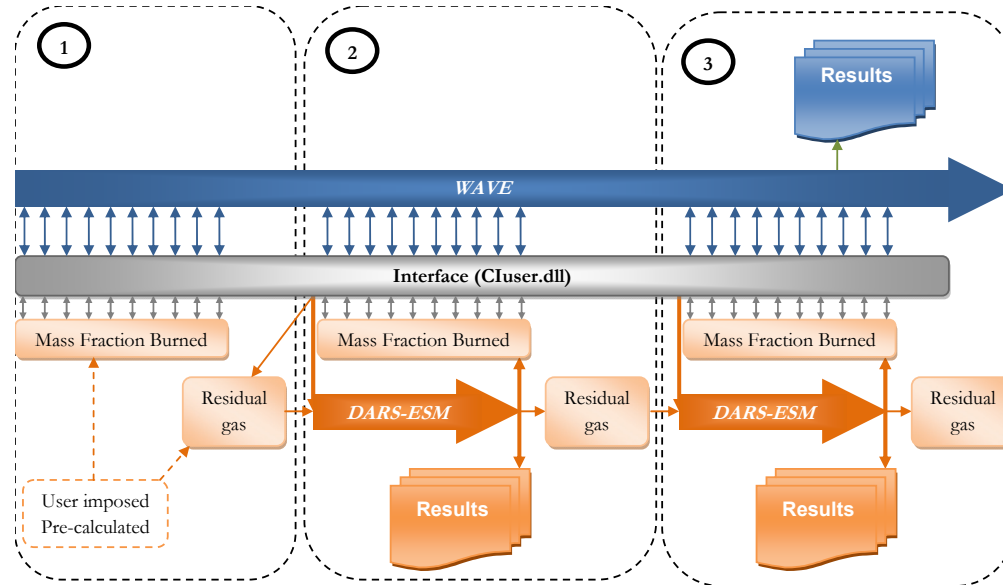 1
2
3
Results
WAVE
Interface (CIuser.dll)
Mass Fraction Burned
Mass Fraction Burned
Mass Fraction Burned
Residual
gas
DARS-ESM
Residual
gas
DARS-ESM
Residual
gas
User imposed
Pre-calculated
Results
Results